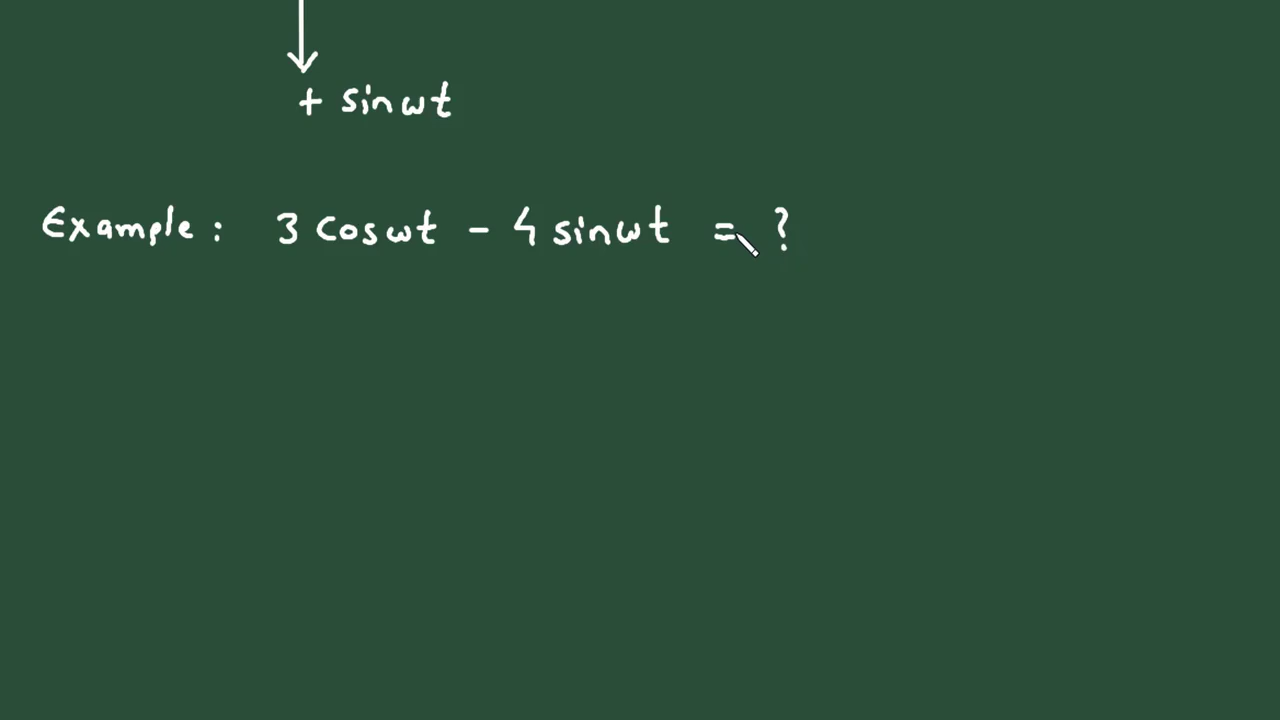 + sinωt
Example: 3 cosωt - 4 sinωt = ?